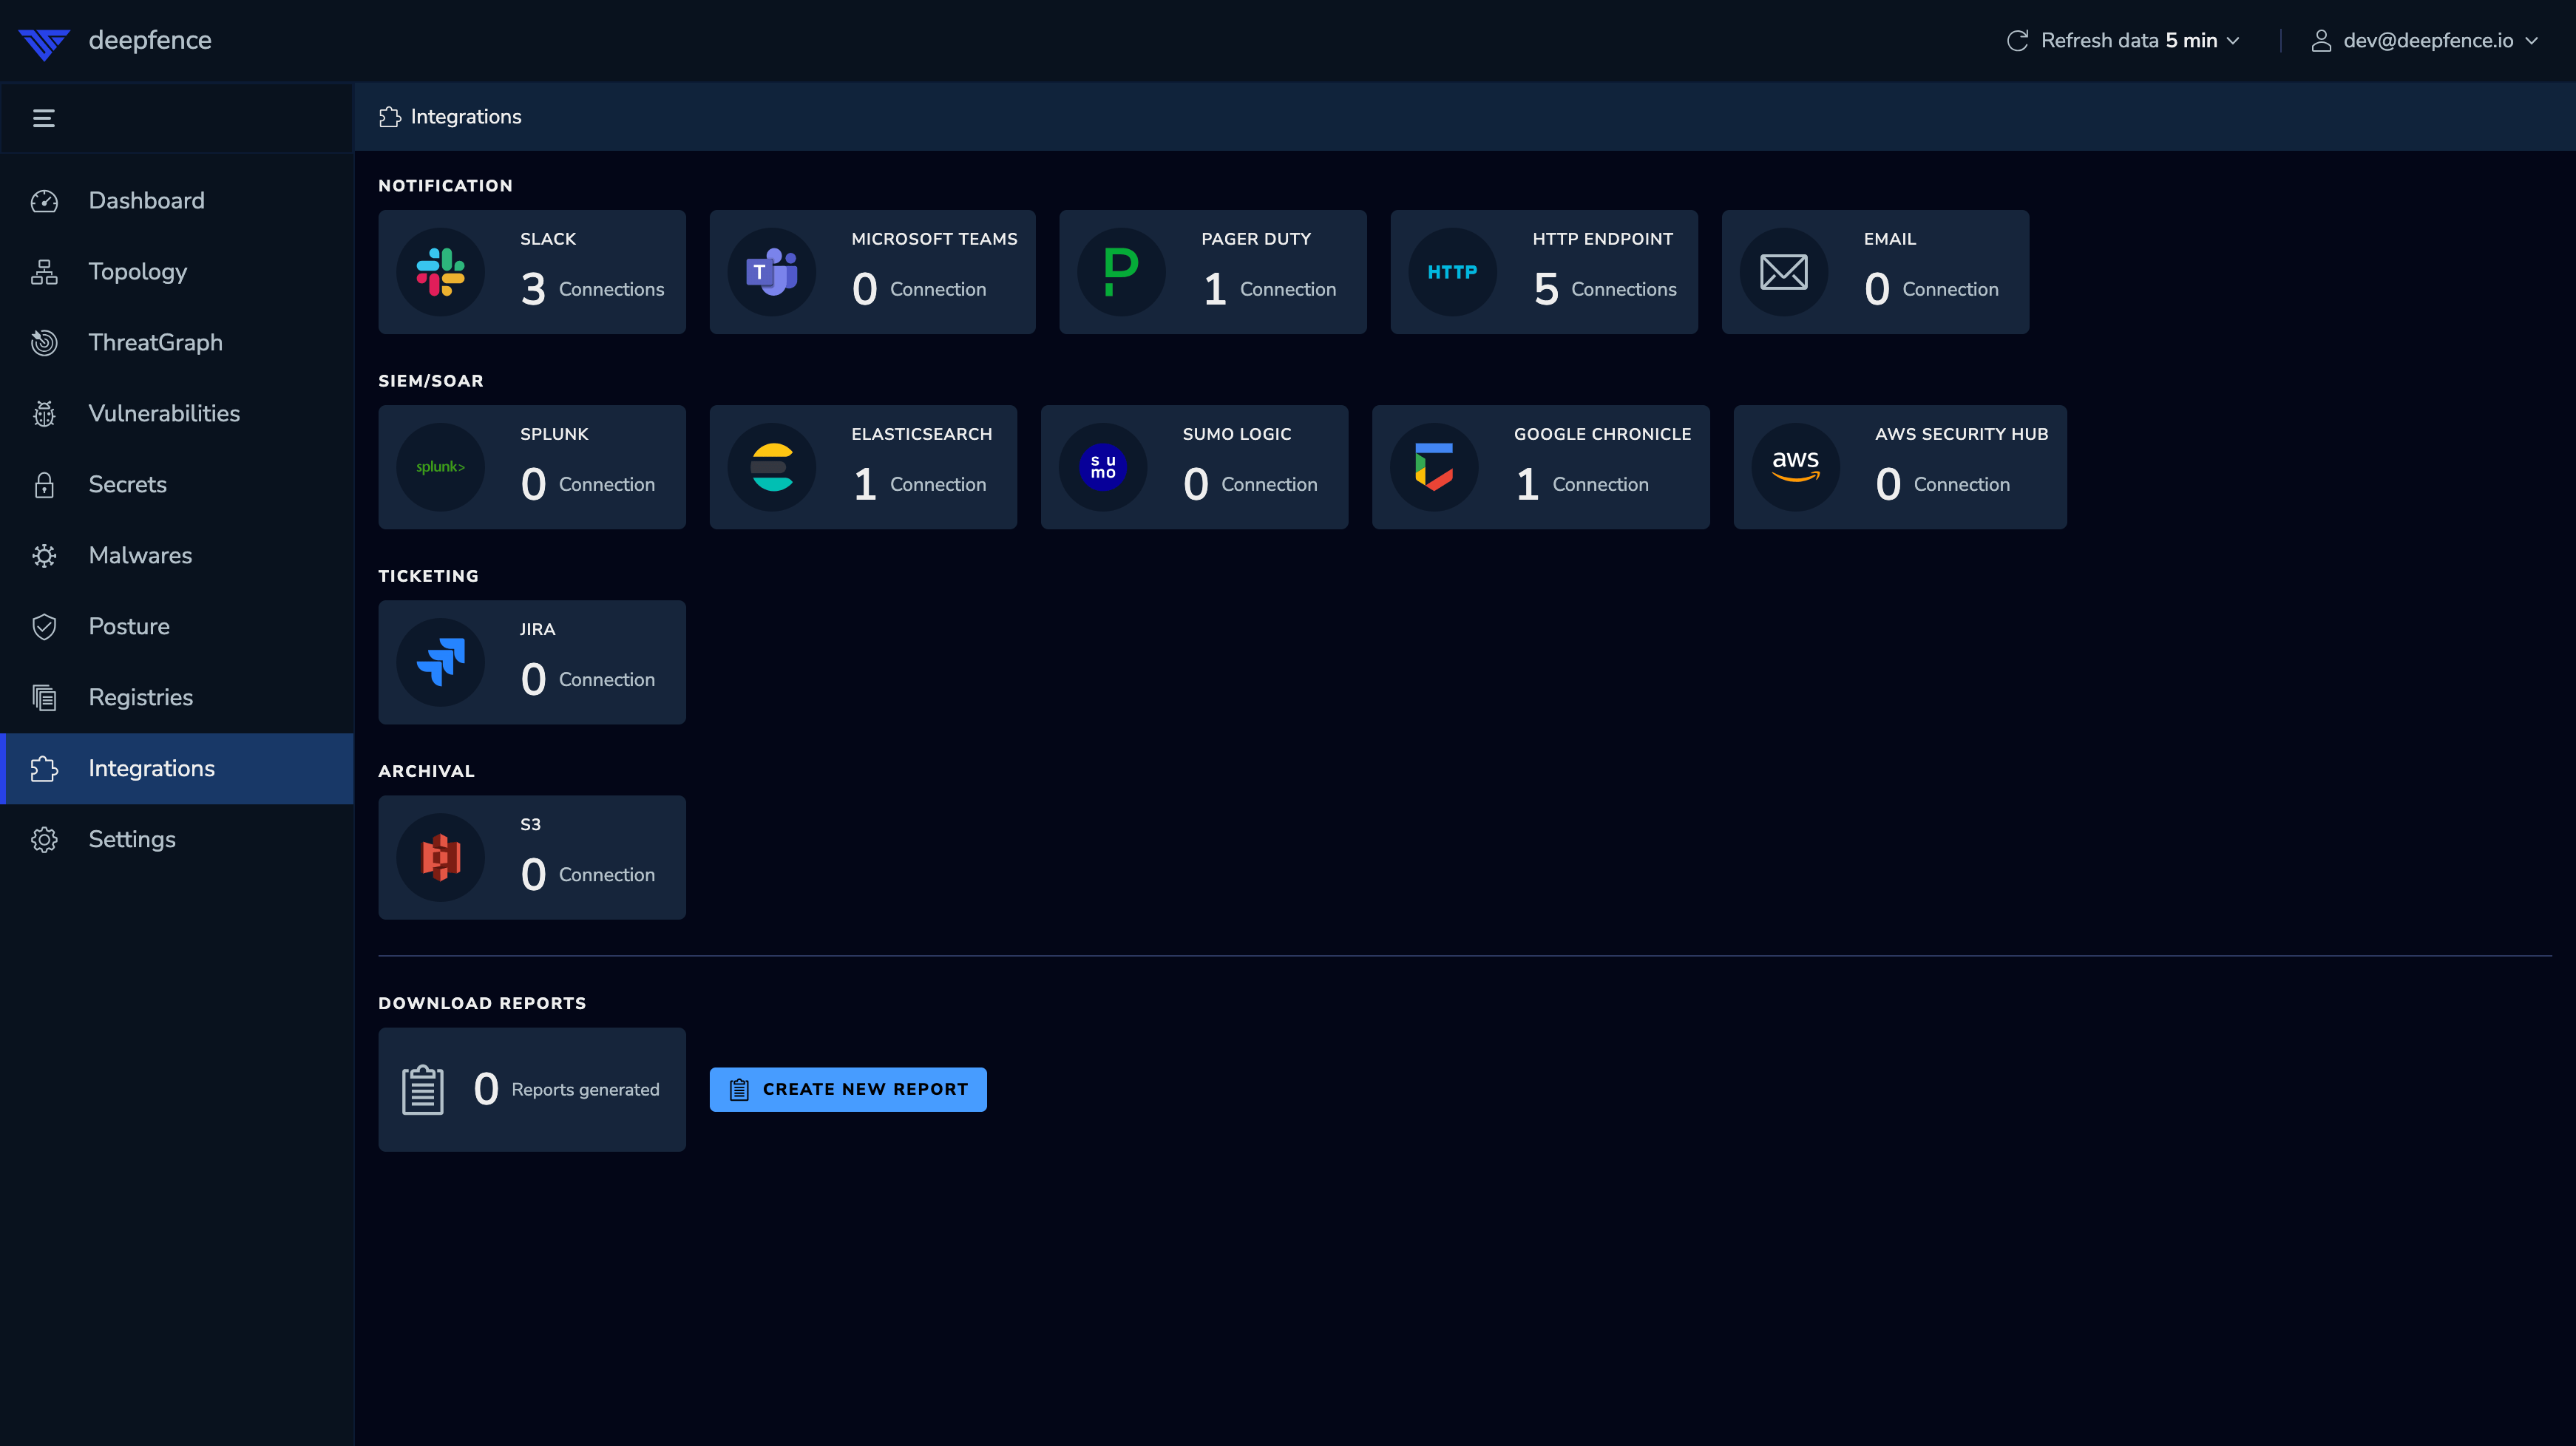 deepfence
Refresh data 5 min
dev@deepfence.io
Integrations
Dashboard
Topology
ThreatGraph
Vulnerabilities
Secrets
Malwares
Posture
Registries
Integrations
Settings
NOTIFICATION
SLACK
3 Connections
MICROSOFT TEAMS
T
0 Connection
PAGER DUTY
P
1 Connection
HTTP ENDPOINT
HTTP
5 Connections
EMAIL
0 Connection
SIEM/SOAR
SPLUNK
splunk>
0 Connection
ELASTICSEARCH
1 Connection
SUMO LOGIC
su
mo
0 Connection
GOOGLE CHRONICLE
1 Connection
AWS SECURITY HUB
aws
0 Connection
TICKETING
JIRA
0 Connection
ARCHIVAL
S3
0 Connection
DOWNLOAD REPORTS
0 Reports generated
CREATE NEW REPORT